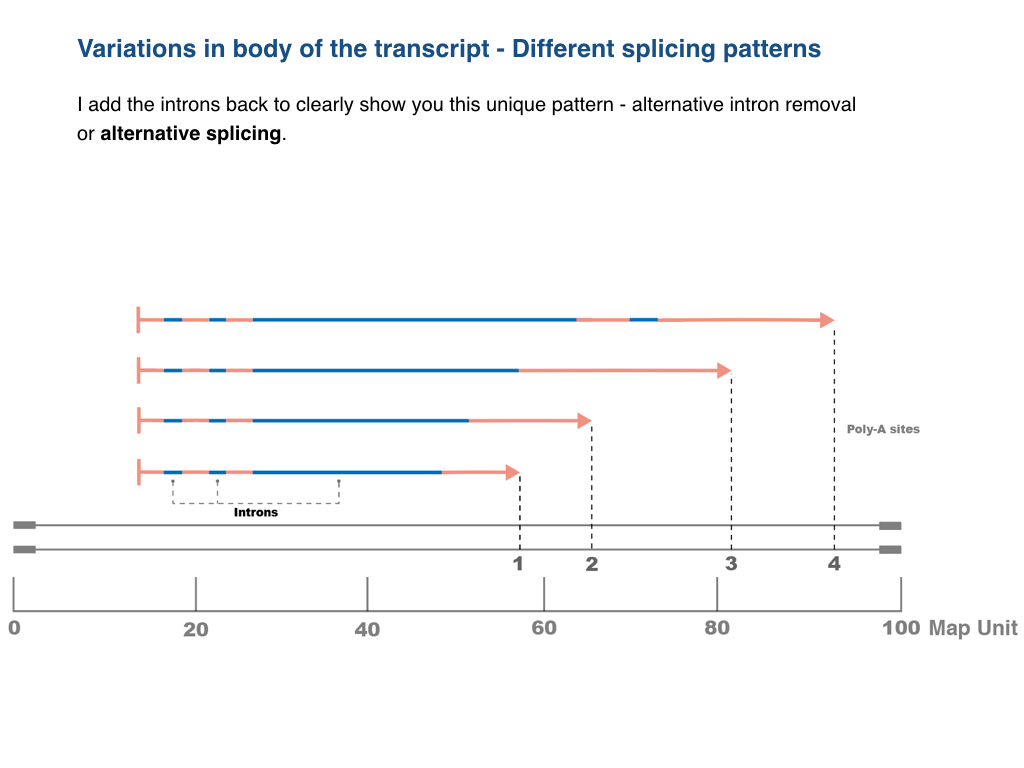 Variations in body of the transcript - Different splicing patterns
I add the introns back to clearly show you this unique pattern - alternative intron removal
or alternative splicing.
Poly-A sites
Introns
1 2 3 4
0 20 40 60 80 100 Map Unit